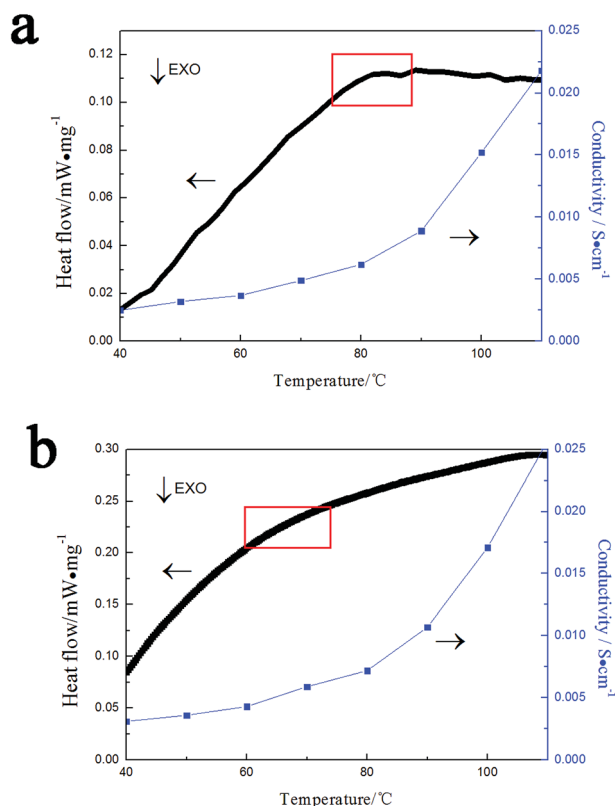 a
EXO
Heat flow/mW•mg⁻¹
0.12
0.10
0.08
0.06
0.04
0.02
0.00
0.025
0.020
0.015
0.010
0.005
0.000
Conductivity / S•cm⁻¹
40 60 80 100
Temperature/℃
b
EXO
Heat flow/mW•mg⁻¹
0.30
0.25
0.20
0.15
0.10
0.05
0.00
0.025
0.020
0.015
0.010
0.005
0.000
Conductivity / S•cm⁻¹
40 60 80 100
Temperature/℃